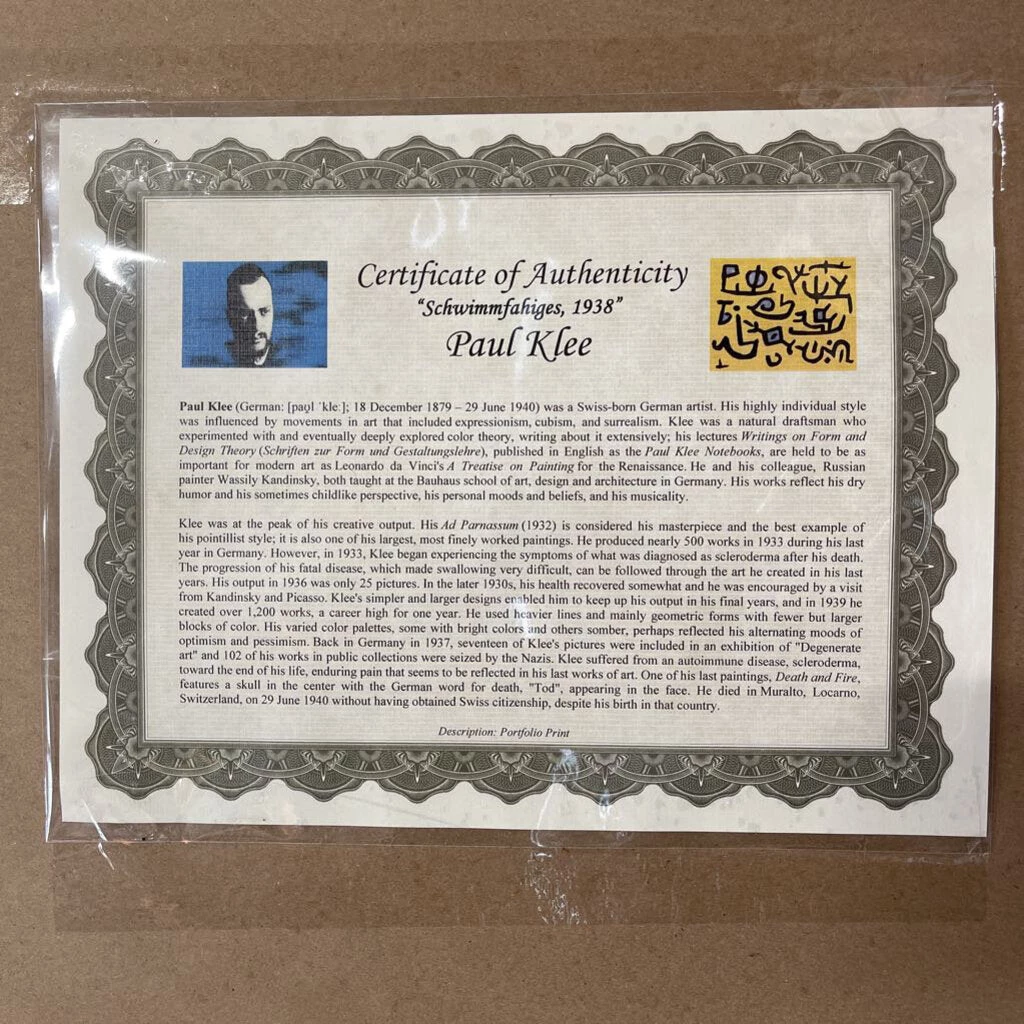 Certificate of Authenticity
“Schwimmfahiges, 1938”
Paul Klee
Paul Klee (German: [paʊ̯l ˈkleː]; 18 December 1879 – 29 June 1940) was a Swiss-born German artist. His highly individual style
was influenced by movements in art that included expressionism, cubism, and surrealism. Klee was a natural draftsman who
experimented with and eventually deeply explored color theory, writing about it extensively; his lectures Writings on Form and
Design Theory (Schriften zur Form und Gestaltungslehre), published in English as the Paul Klee Notebooks, are held to be as
important for modern art as Leonardo da Vinci's A Treatise on Painting for the Renaissance. He and his colleague, Russian
painter Wassily Kandinsky, both taught at the Bauhaus school of art, design and architecture in Germany. His works reflect his dry
humor and his sometimes childlike perspective, his personal moods and beliefs, and his musicality.
Klee was at the peak of his creative output. His Ad Parnassum (1932) is considered his masterpiece and the best example of
his pointillist style; it is also one of his largest, most finely worked paintings. He produced nearly 500 works in 1933 during his last
year in Germany. However, in 1933, Klee began experiencing the symptoms of what was diagnosed as scleroderma after his death.
The progression of his fatal disease, which made swallowing very difficult, can be followed through the art he created in his last
years. His output in 1936 was only 25 pictures. In the later 1930s, his health recovered somewhat and he was encouraged by a visit
from Kandinsky and Picasso. Klee's simpler and larger designs enabled him to keep up his output in his final years, and in 1939 he
created over 1,200 works, a career high for one year. He used heavier lines and mainly geometric forms with fewer but larger
blocks of color. His varied color palettes, some with bright colors and others somber, perhaps reflected his alternating moods of
optimism and pessimism. Back in Germany in 1937, seventeen of Klee's pictures were included in an exhibition of "Degenerate
art" and 102 of his works in public collections were seized by the Nazis. Klee suffered from an autoimmune disease, scleroderma,
toward the end of his life, enduring pain that seems to be reflected in his last works of art. One of his last paintings, Death and Fire,
features a skull in the center with the German word for death, "Tod", appearing in the face. He died in Muralto, Locarno,
Switzerland, on 29 June 1940 without having obtained Swiss citizenship, despite his birth in that country.
Description: Portfolio Print